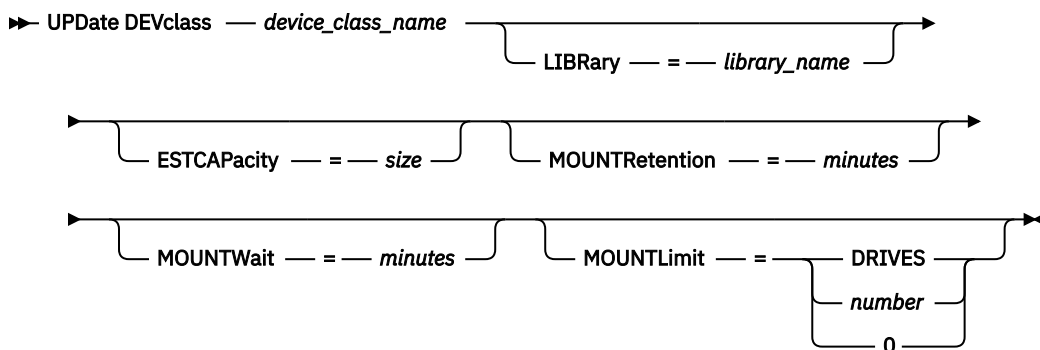 UPDate DEVclass device_class_name
LIBRary = library_name
ESTCAPacity = size MOUNTRetention = minutes
MOUNTWait = minutes MOUNTLimit = DRIVES
number
0